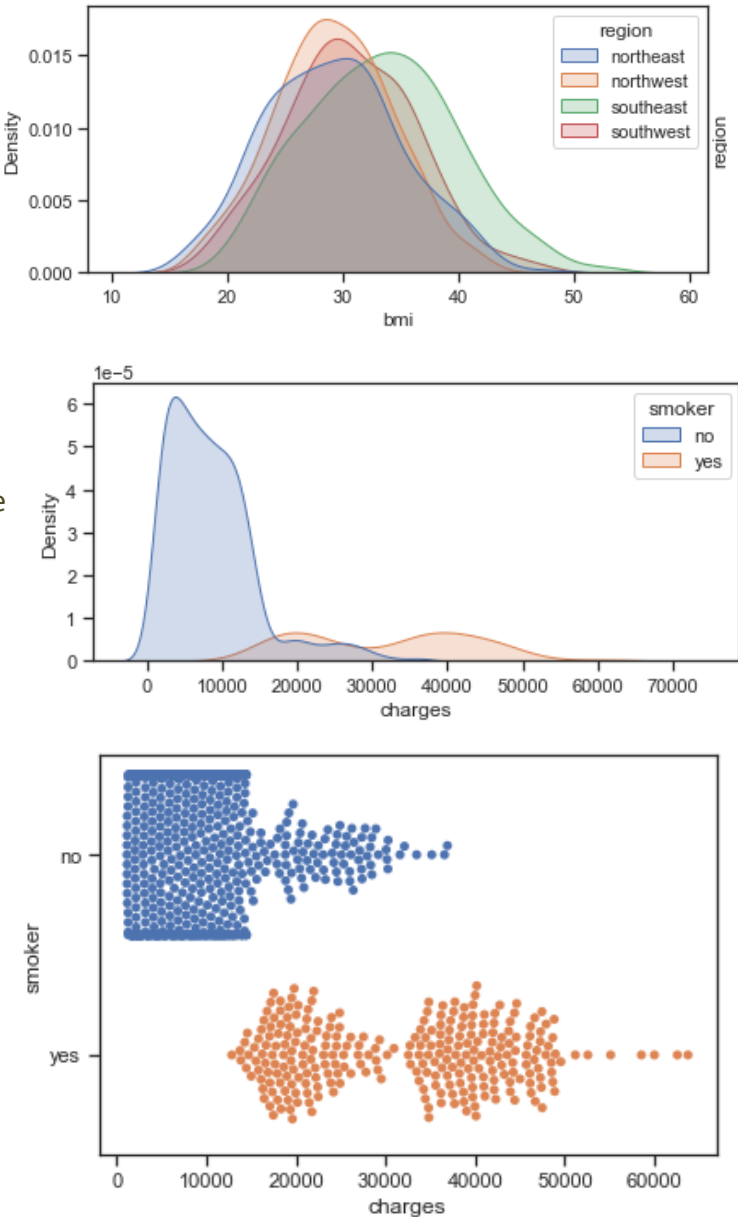 region
northeast
northwest
southeast
southwest
0.015
0.010
0.005
0.000
Density
region
10 20 30 40 50 60
bmi
1e−5
smoker
no
yes
6
5
4
3
2
1
0
Density
e
0 10000 20000 30000 40000 50000 60000 70000
charges
no
yes
smoker
0 10000 20000 30000 40000 50000 60000
charges